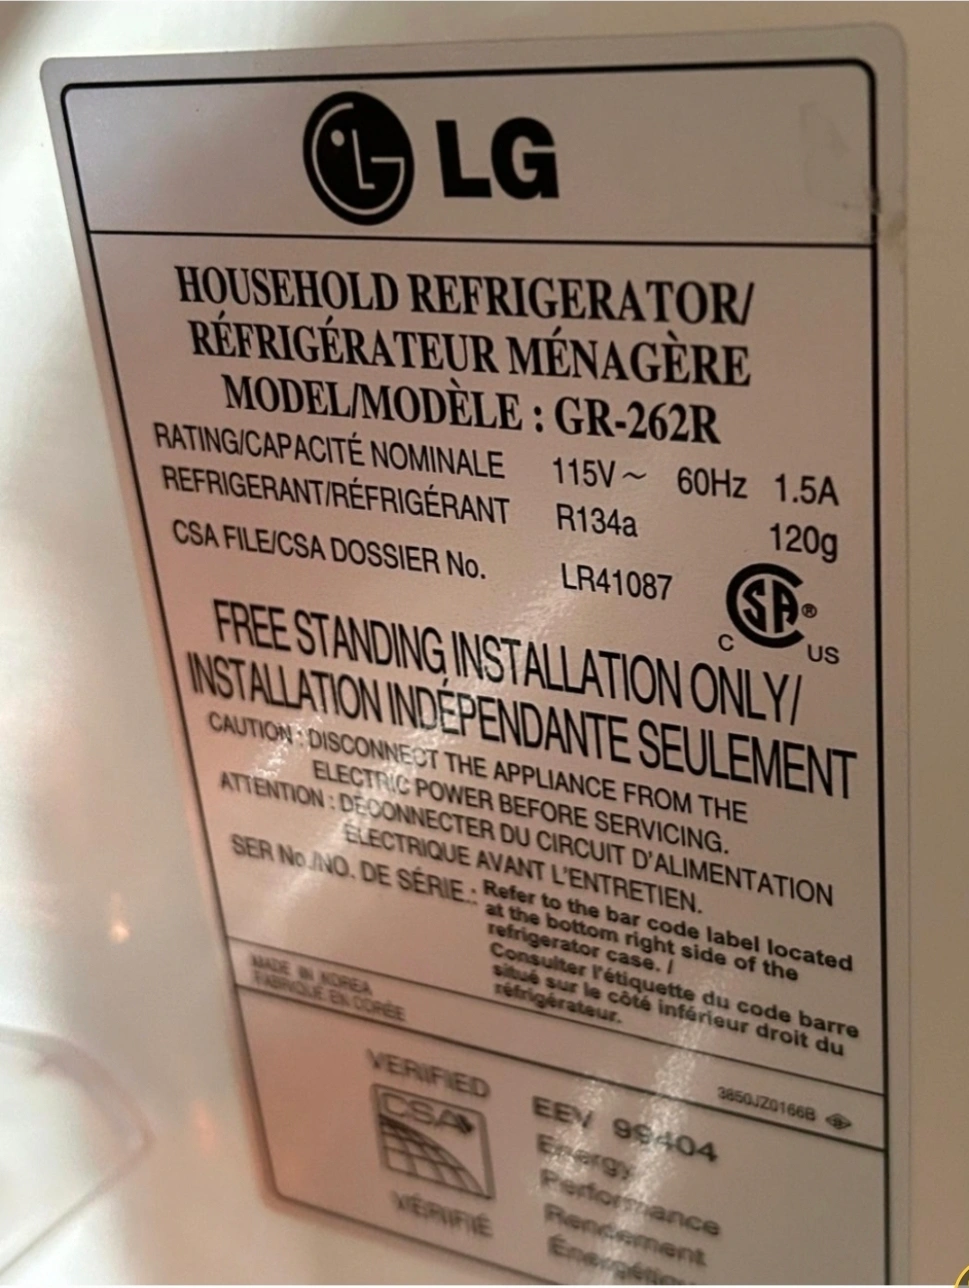 LG
HOUSEHOLD REFRIGERATOR/
RÉFRIGÉRATEUR MÉNAGÈRE
MODEL/MODÈLE : GR-262R
RATING/CAPACITÉ NOMINALE 115V~ 60Hz 1.5A
REFRIGERANT/RÉFRIGÉRANT R134a 120g
CSA FILE/CSA DOSSIER No. LR41087
CSA ®
C US
FREE STANDING INSTALLATION ONLY/
INSTALLATION INDÉPENDANTE SEULEMENT
CAUTION : DISCONNECT THE APPLIANCE FROM THE
ELECTRIC POWER BEFORE SERVICING.
ATTENTION : DÉCONNECTER DU CIRCUIT D'ALIMENTATION
ÉLECTRIQUE AVANT L'ENTRETIEN.
SER No./NO. DE SÉRIE. : Refer to the bar code label located
at the bottom right side of the
refrigerator case. /
Consulter l'étiquette du code barre
situé sur le côté inférieur droit du
réfrigérateur.
MADE IN KOREA
FABRIQUÉ EN CORÉE
3850JZ0166B
VERIFIED
CSA
VÉRIFIÉ
EEV 99404
Energy
Performance
Rendement
Énergétique